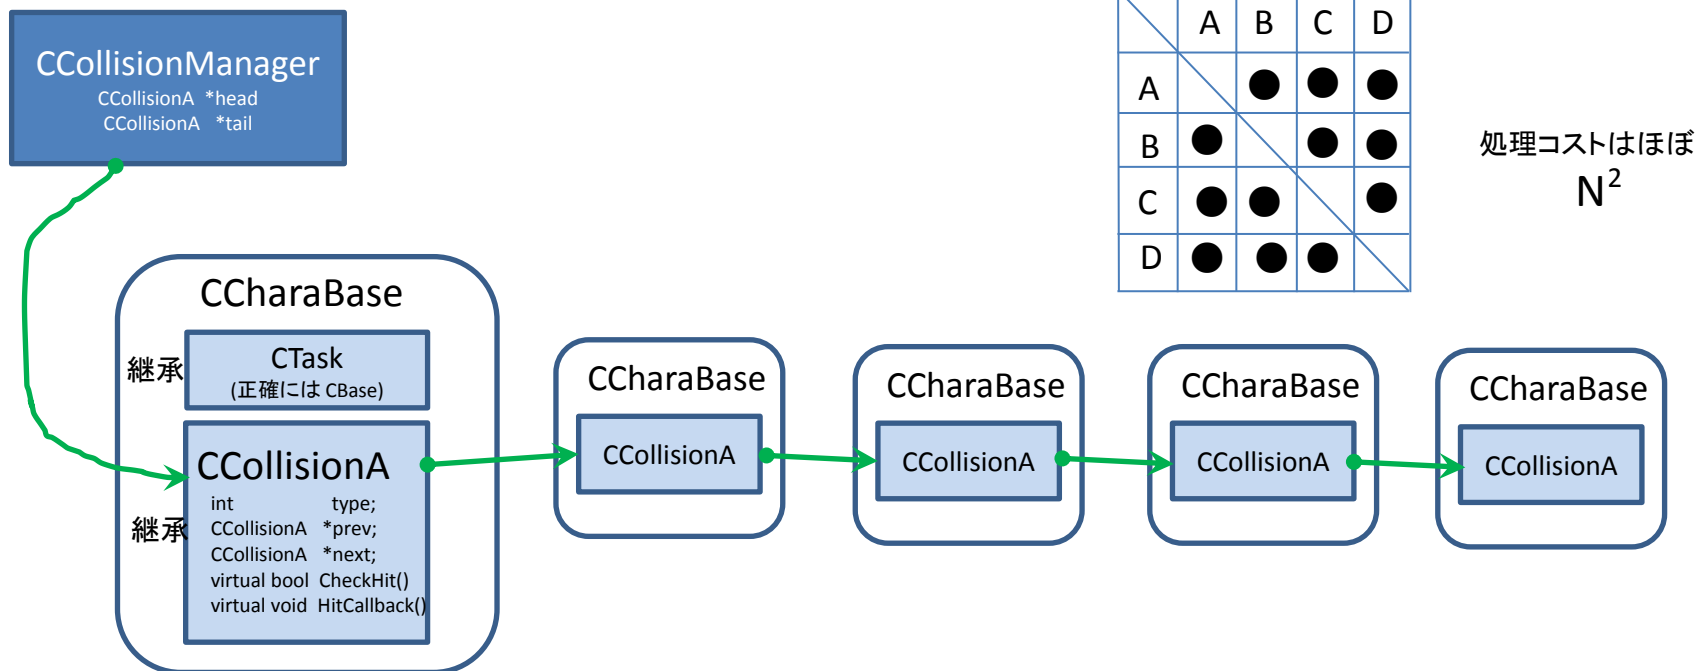 CCollisionManager
CCollisionA *head
CCollisionA *tail
A B C D
A
B
C
D
処理コストはほぼ
N²
CCharaBase
継承
CTask
(正確には CBase)
継承
CCollisionA
int type;
CCollisionA *prev;
CCollisionA *next;
virtual bool CheckHit()
virtual void HitCallback()
CCharaBase
CCollisionA
CCharaBase
CCollisionA
CCharaBase
CCollisionA
CCharaBase
CCollisionA